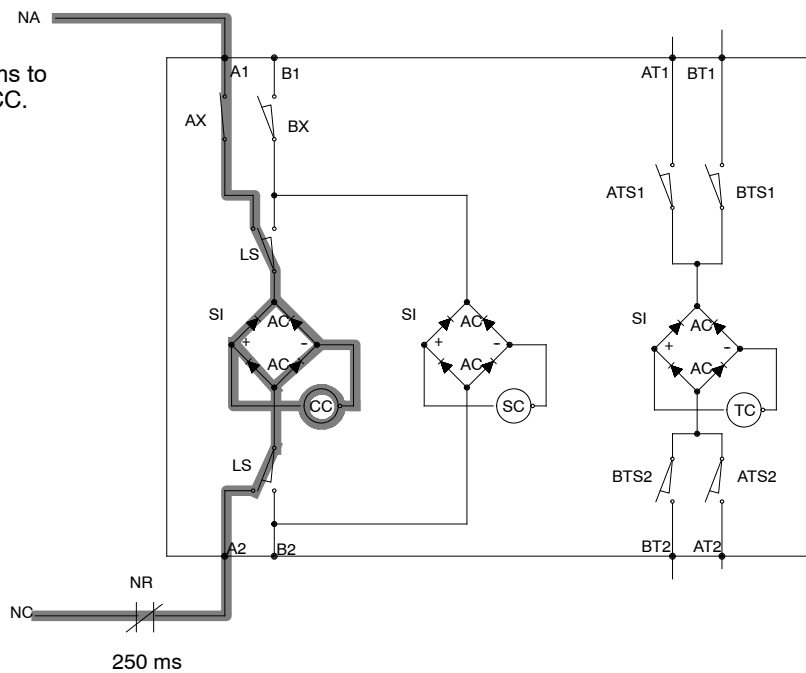 NA
ns to
CC.
A1
B1
AT1
BT1
AX
BX
ATS1
BTS1
LS
SI
AC
+
-
AC
CC
SI
AC
+
-
AC
SC
SI
AC
+
-
AC
TC
LS
BTS2
ATS2
A2
B2
BT2
AT2
NR
NC
250 ms